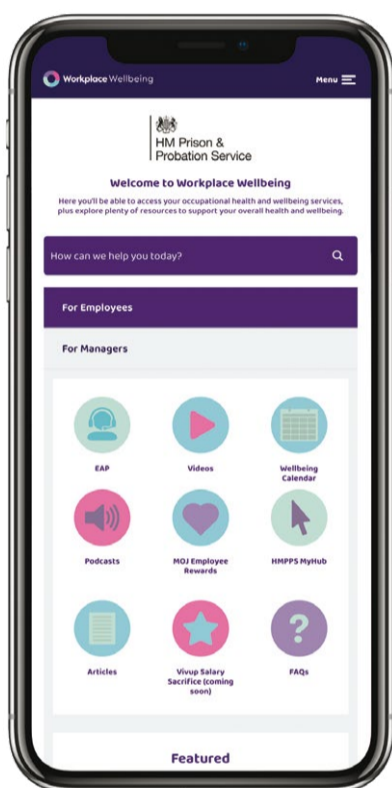 Workplace Wellbeing
Menu
HM Prison &
Probation Service
Welcome to Workplace Wellbeing
Here you'll be able to access your occupational health and wellbeing services,
plus explore plenty of resources to support your overall health and wellbeing.
How can we help you today?
For Employees
For Managers
EAP
Videos
Wellbeing
Calendar
Podcasts
MOJ Employee
Rewards
HMPPS MyHub
Articles
Vivup Salary
Sacrifice (coming
soon)
?
FAQs
Featured